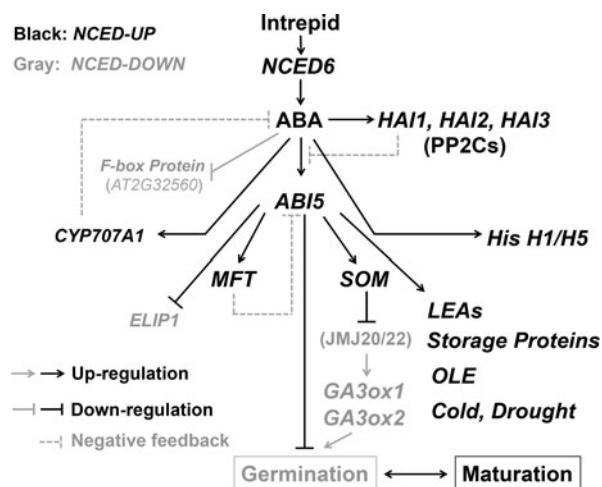 Black: NCED-UP
Gray: NCED-DOWN
Intrepid
NCED6
ABA
HAI1, HAI2, HAI3
(PP2Cs)
F-box Protein
(AT2G32560)
ABI5
CYP707A1
His H1/H5
MFT
SOM
ELIP1
LEAs
(JMJ20/22)
Storage Proteins
Up-regulation
GA3ox1
OLE
Down-regulation
GA3ox2
Cold, Drought
Negative feedback
Germination
Maturation